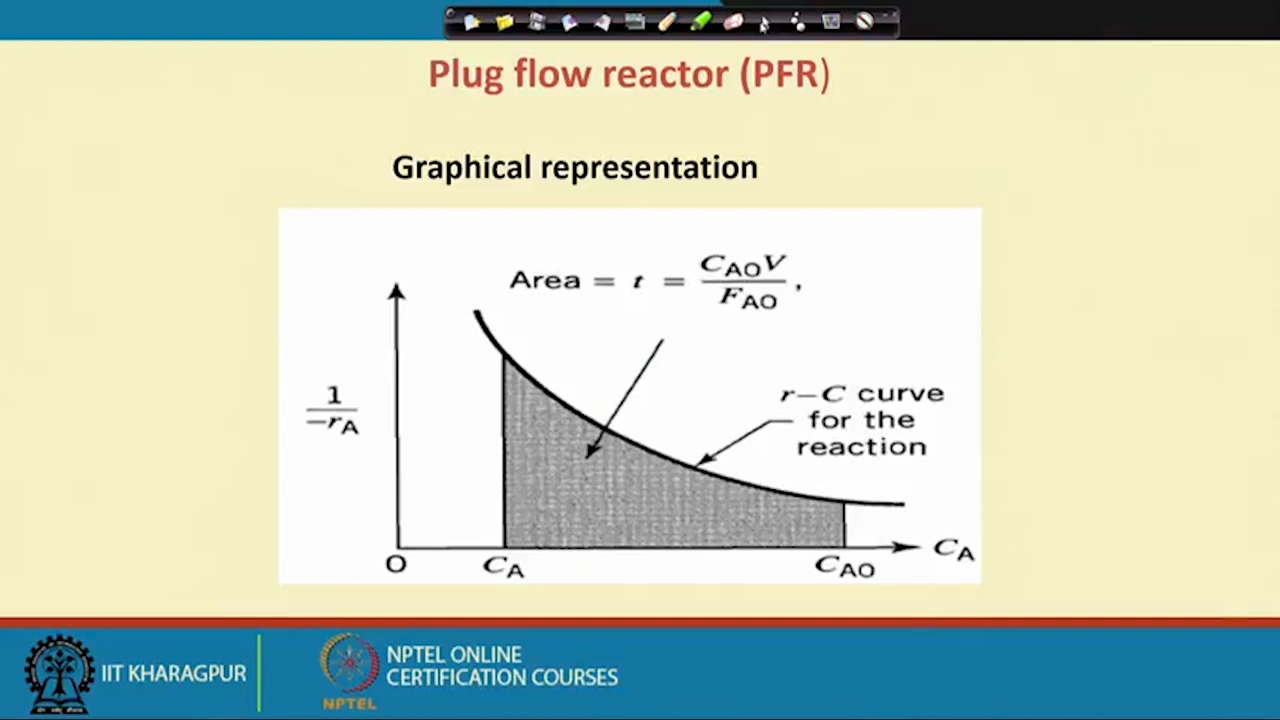 Plug flow reactor (PFR)
Graphical representation
Area = t = C_AO V / F_AO ,
1 / -r_A
r-C curve
for the
reaction
O
C_A
C_AO
C_A
IIT KHARAGPUR
NPTEL
NPTEL ONLINE
CERTIFICATION COURSES